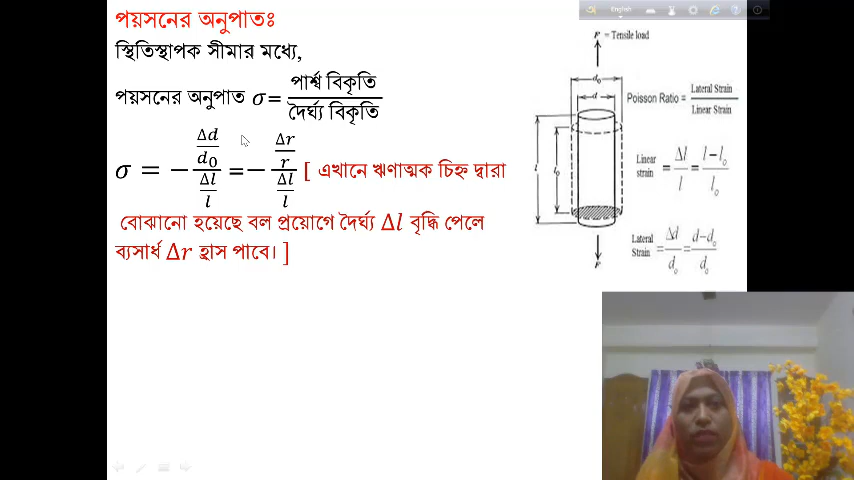 পয়সনের অনুপাতঃ
স্থিতিস্থাপক সীমার মধ্যে,
পয়সনের অনুপাত σ= পার্শ্ব বিকৃতি / দৈর্ঘ্য বিকৃতি
σ = − (Δd/d₀)/(Δl/l) =− (Δr/r)/(Δl/l) [ এখানে ঋণাত্মক চিহ্ন দ্বারা
বোঝানো হয়েছে বল প্রয়োগে দৈর্ঘ্য Δl বৃদ্ধি পেলে
ব্যসার্ধ Δr হ্রাস পাবে। ]
F = Tensile load
d₀
d
l
l₀
F
Poisson Ratio = Lateral Strain / Linear Strain
Linear strain = Δl/l = (l−l₀)/l₀
Lateral Strain = Δd/d₀ = (d−d₀)/d₀
English